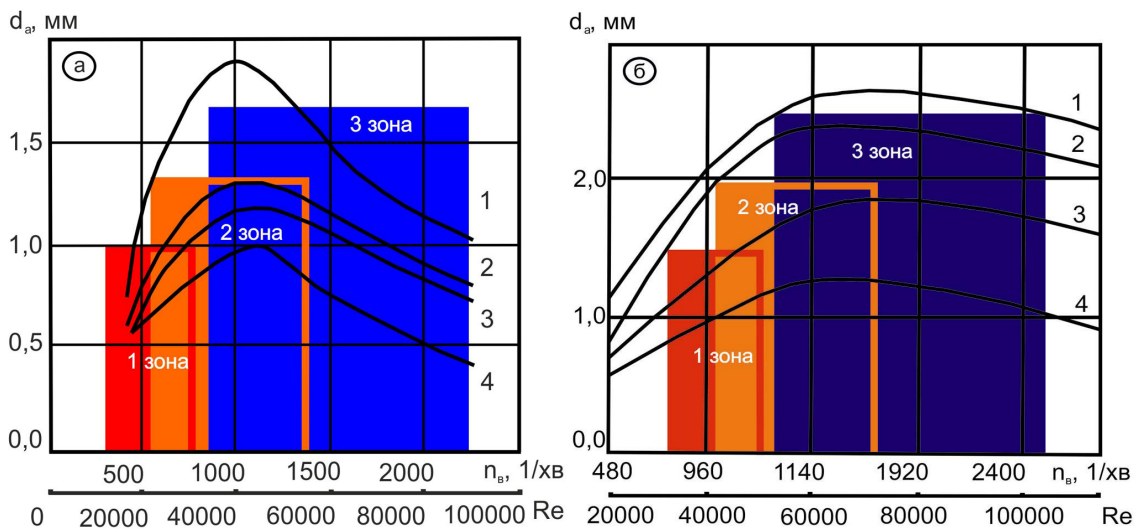 dₐ, мм
а
3 зона
1,5
1
1,0
2 зона
2
3
0,5
1 зона
4
0,0
500 1000 1500 2000 nᵥ, 1/хв
0 20000 40000 60000 80000 100000 Re
dₐ, мм
б
1
2
3 зона
2,0
2 зона
3
4
1,0
1 зона
0,0
480 960 1140 1920 2400 nᵥ, 1/хв
20000 40000 60000 80000 100000 Re